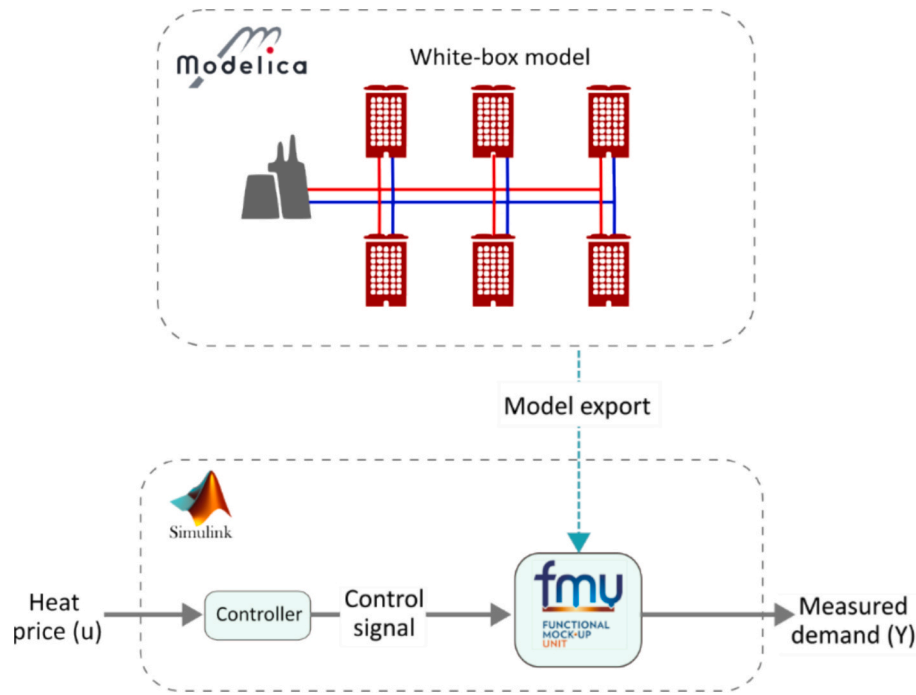 Modelica
White-box model
Model export
Simulink
Heat
price (u)
Controller
Control
signal
fmu
FUNCTIONAL
MOCK-UP
UNIT
Measured
demand (Y)